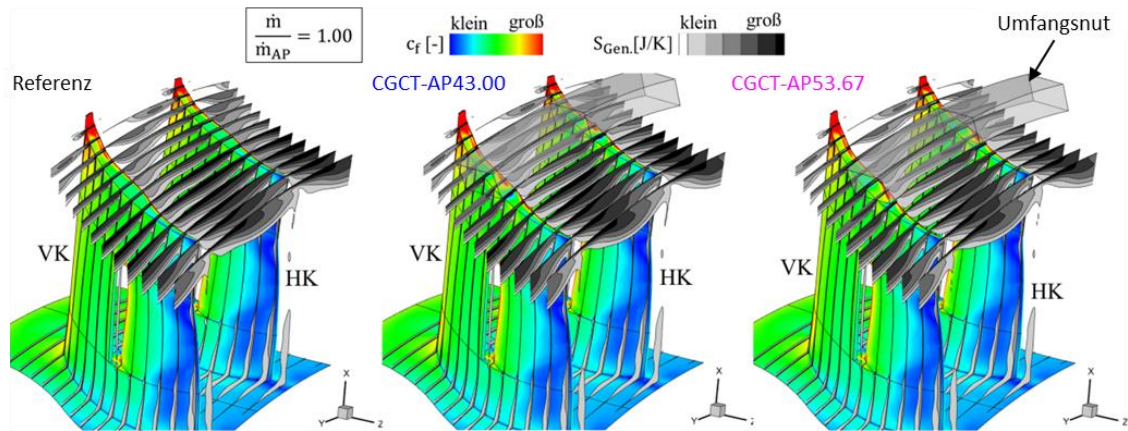 ṁ
ṁAP
= 1.00
klein groß
cf [-]
klein groß
SGen.[J/K]
Umfangsnut
Referenz
CGCT-AP43.00
CGCT-AP53.67
VK
HK
VK
HK
VK
HK
X
Y
Z
X
Y
Z
X
Y
Z